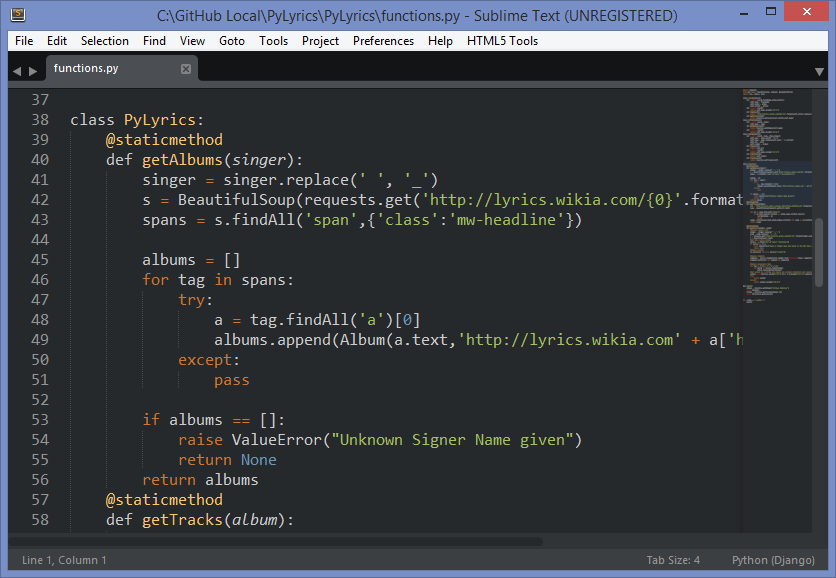 C:\GitHub Local\PyLyrics\PyLyrics\functions.py - Sublime Text (UNREGISTERED)
File Edit Selection Find View Goto Tools Project Preferences Help HTML5 Tools
functions.py
37
38 class PyLyrics:
39     @staticmethod
40     def getAlbums(singer):
41         singer = singer.replace(' ', '_')
42         s = BeautifulSoup(requests.get('http://lyrics.wikia.com/{0}'.format
43         spans = s.findAll('span',{'class':'mw-headline'})
44
45         albums = []
46         for tag in spans:
47             try:
48                 a = tag.findAll('a')[0]
49                 albums.append(Album(a.text,'http://lyrics.wikia.com' + a['h
50             except:
51                 pass
52
53         if albums == []:
54             raise ValueError("Unknown Signer Name given")
55             return None
56         return albums
57     @staticmethod
58     def getTracks(album):
Line 1, Column 1 Tab Size: 4 Python (Django)